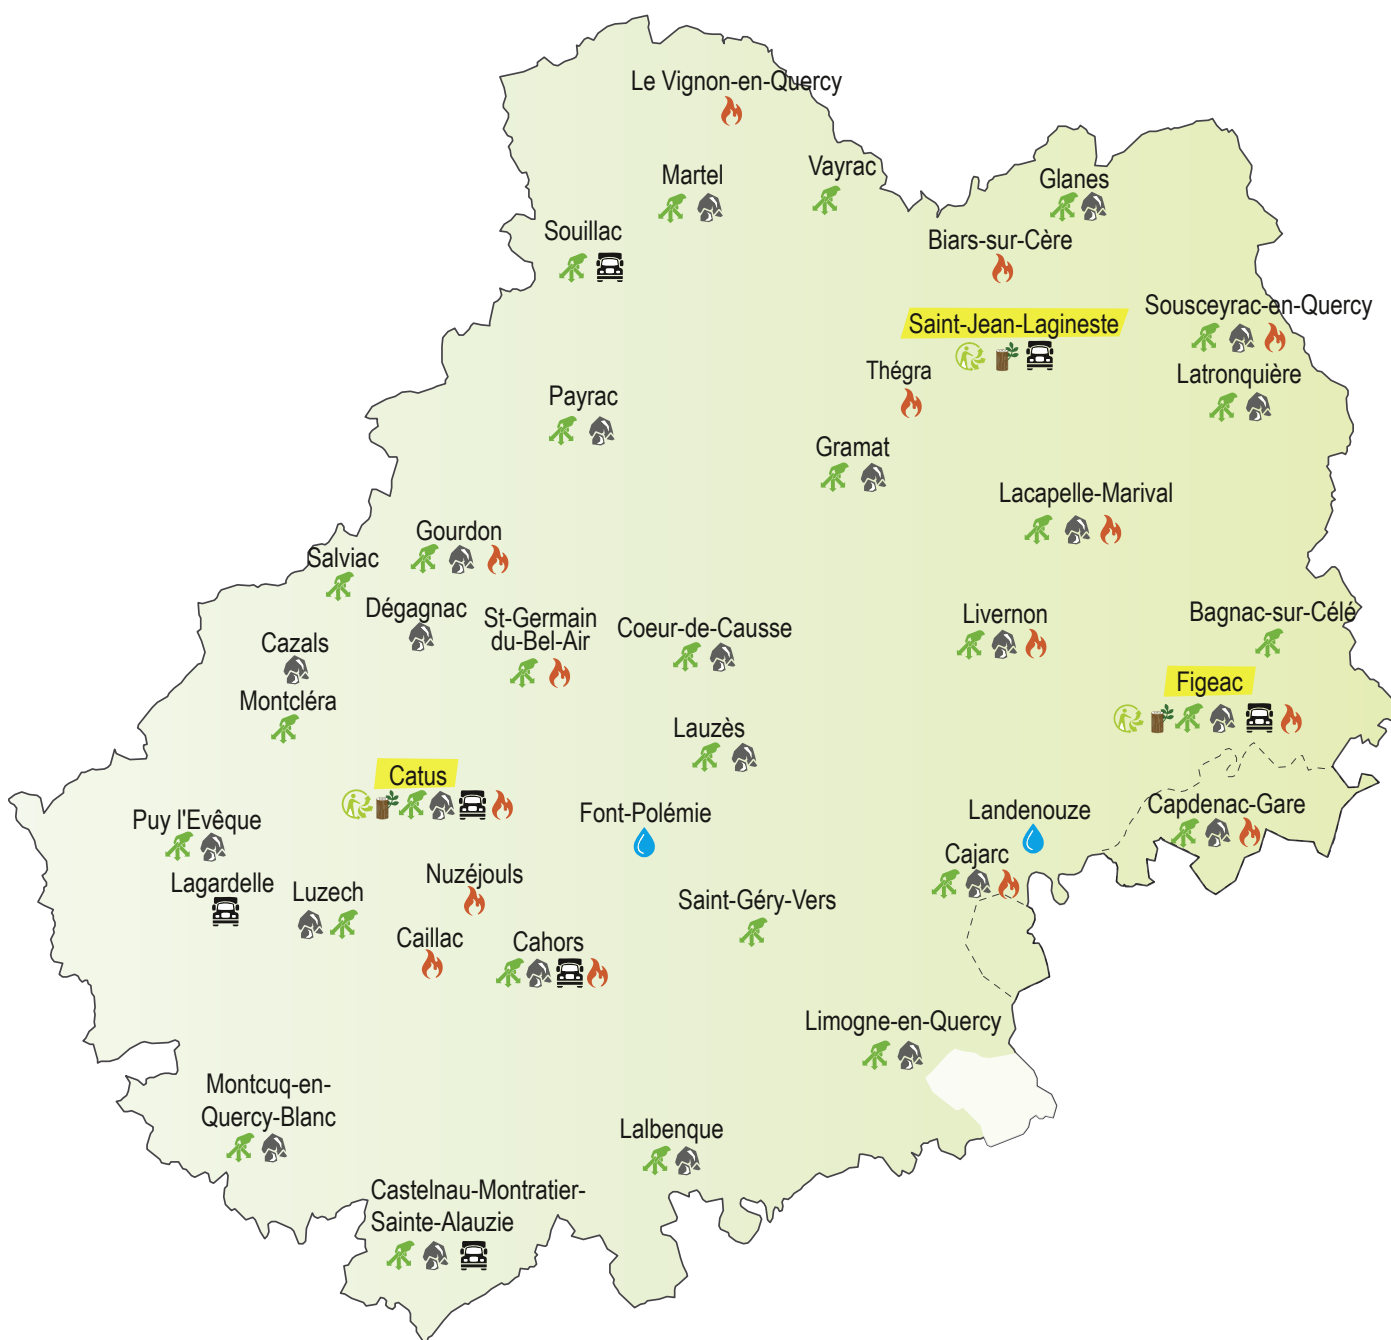 Le Vignon-en-Quercy
Martel
Vayrac
Glanes
Souillac
Biars-sur-Cère
Sousceyrac-en-Quercy
Saint-Jean-Lagineste
Thégra
Latronquière
Payrac
Gramat
Lacapelle-Marival
Gourdon
Salviac
Dégagnac
St-Germain
du-Bel-Air
Coeur-de-Causse
Livernon
Bagnac-sur-Célé
Cazals
Montcléra
Figeac
Lauzès
Catus
Puy l'Evêque
Font-Polémie
Landenouze
Capdenac-Gare
Cajarc
Lagardelle
Luzech
Nuzéjouls
Saint-Géry-Vers
Caillac
Cahors
Limogne-en-Quercy
Montcuq-en-
Quercy-Blanc
Lalbenque
Castelnau-Montratier-
Sainte-Alauzie